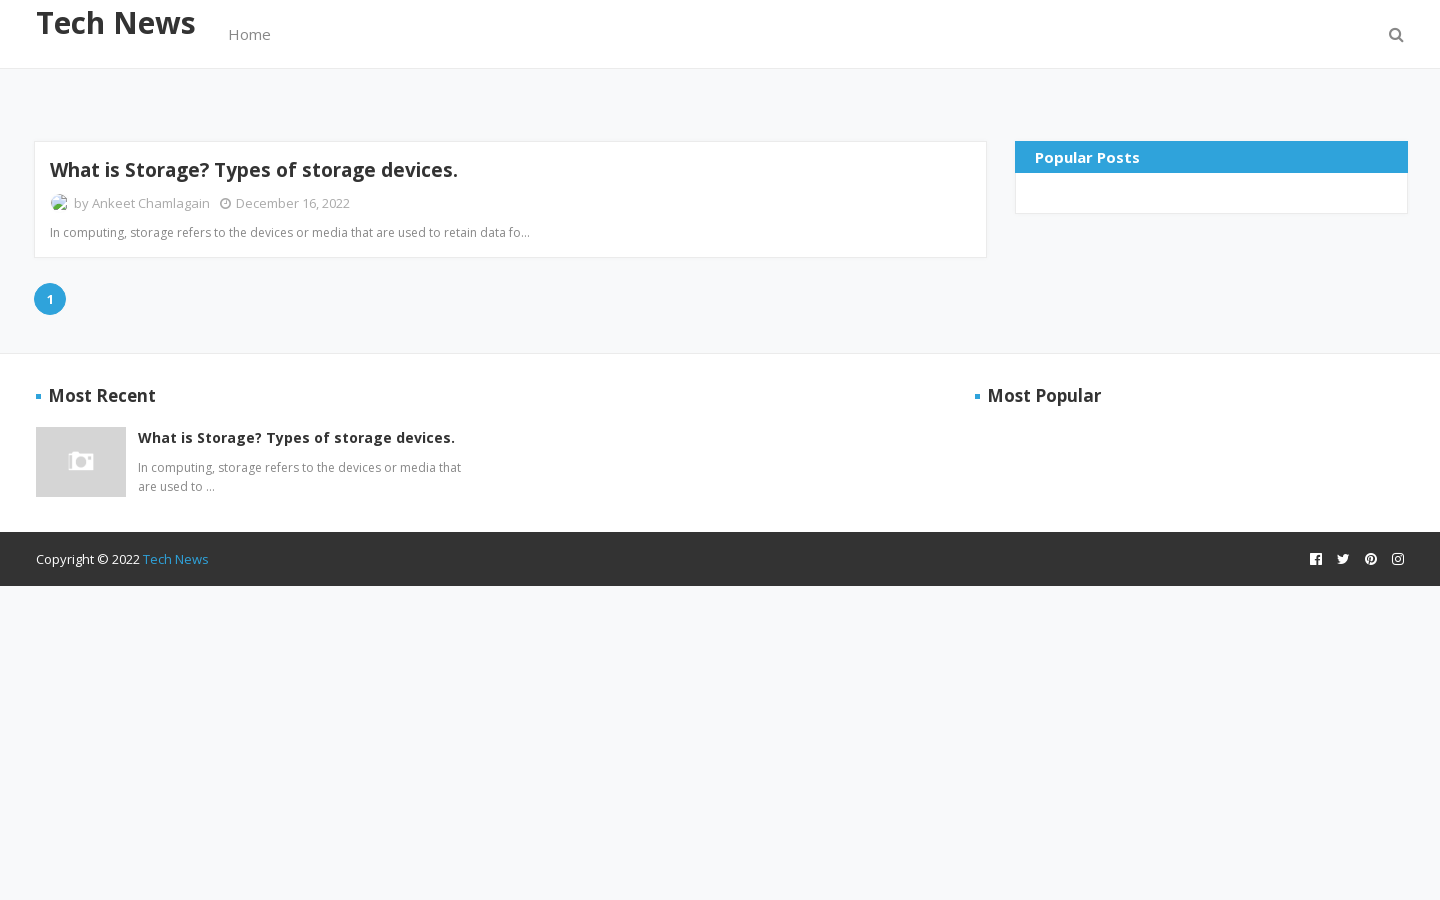 Tech News
Home
What is Storage? Types of storage devices.
by Ankeet Chamlagain December 16, 2022
In computing, storage refers to the devices or media that are used to retain data fo...
Popular Posts
1
Most Recent
What is Storage? Types of storage devices.
In computing, storage refers to the devices or media that
are used to ...
Most Popular
Copyright © 2022 Tech News